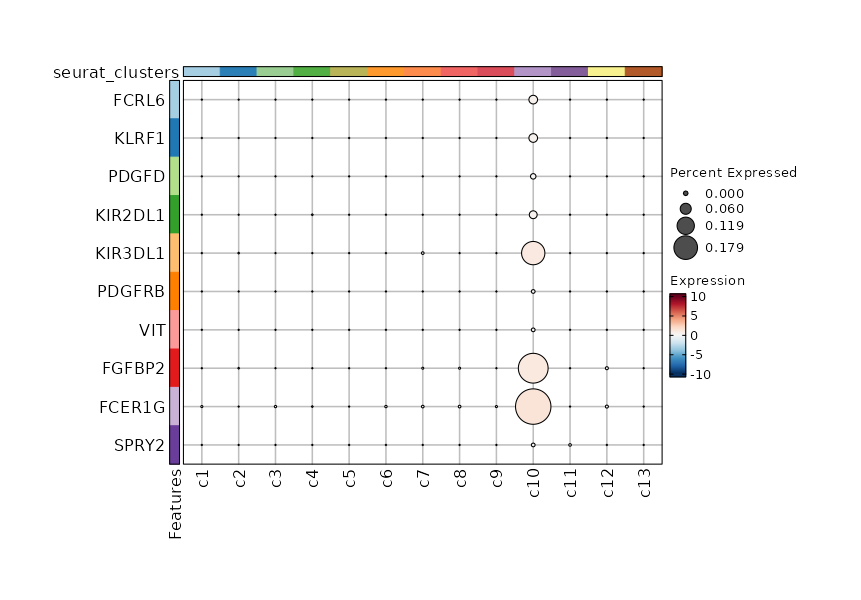 seurat_clusters
FCRL6
KLRF1
PDGFD
KIR2DL1
KIR3DL1
PDGFRB
VIT
FGFBP2
FCER1G
SPRY2
Features
c1 c2 c3 c4 c5 c6 c7 c8 c9 c10 c11 c12 c13
Percent Expressed
0.000
0.060
0.119
0.179
Expression
10
5
0
-5
-10